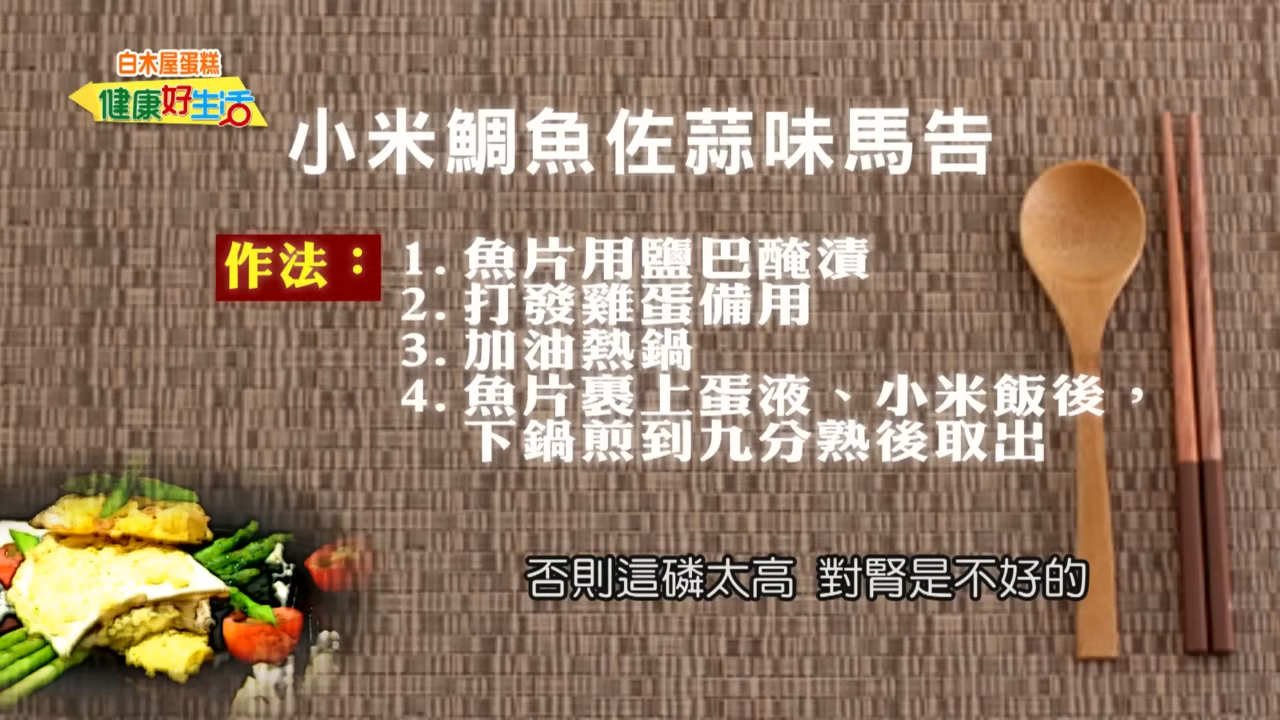 白木屋蛋糕
健康好生活
小米鯛魚佐蒜味馬告
作法：
1. 魚片用鹽巴醃漬
2. 打發雞蛋備用
3. 加油熱鍋
4. 魚片裹上蛋液、小米飯後，
下鍋煎到九分熟後取出
否則這磷太高 對腎是不好的